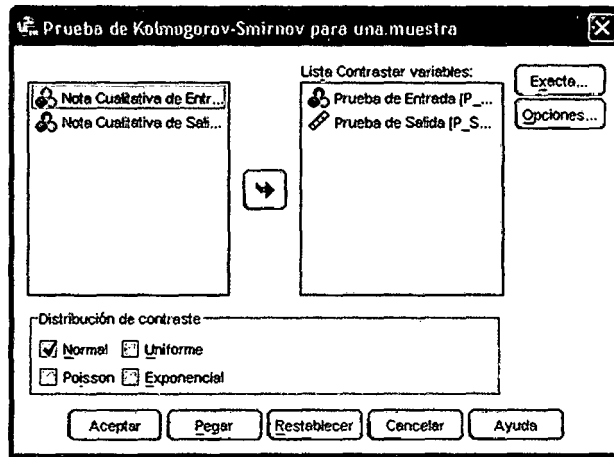 Prueba de Kolmogorov-Smirnov para una muestra
Lista Contrastar variables:
Nota Cualitativa de Entr...
Nota Cualitativa de Sali...
Prueba de Entrada [P_...
Prueba de Salida [P_S...
Exacta...
Opciones...
Distribución de contraste
Normal
Uniforme
Poisson
Exponencial
Aceptar
Pegar
Restablecer
Cancelar
Ayuda